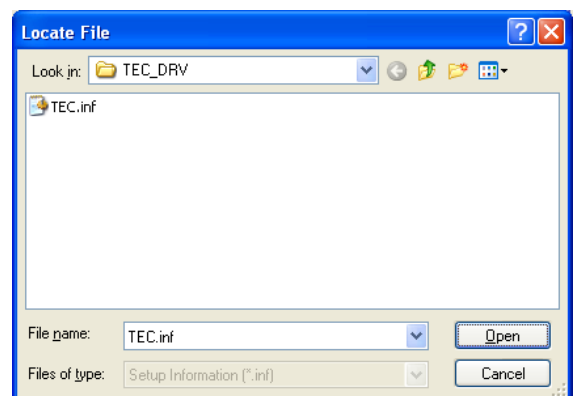 Locate File
Look in: TEC_DRV
TEC.inf
File name: TEC.inf Open
Files of type: Setup Information (*.inf) Cancel